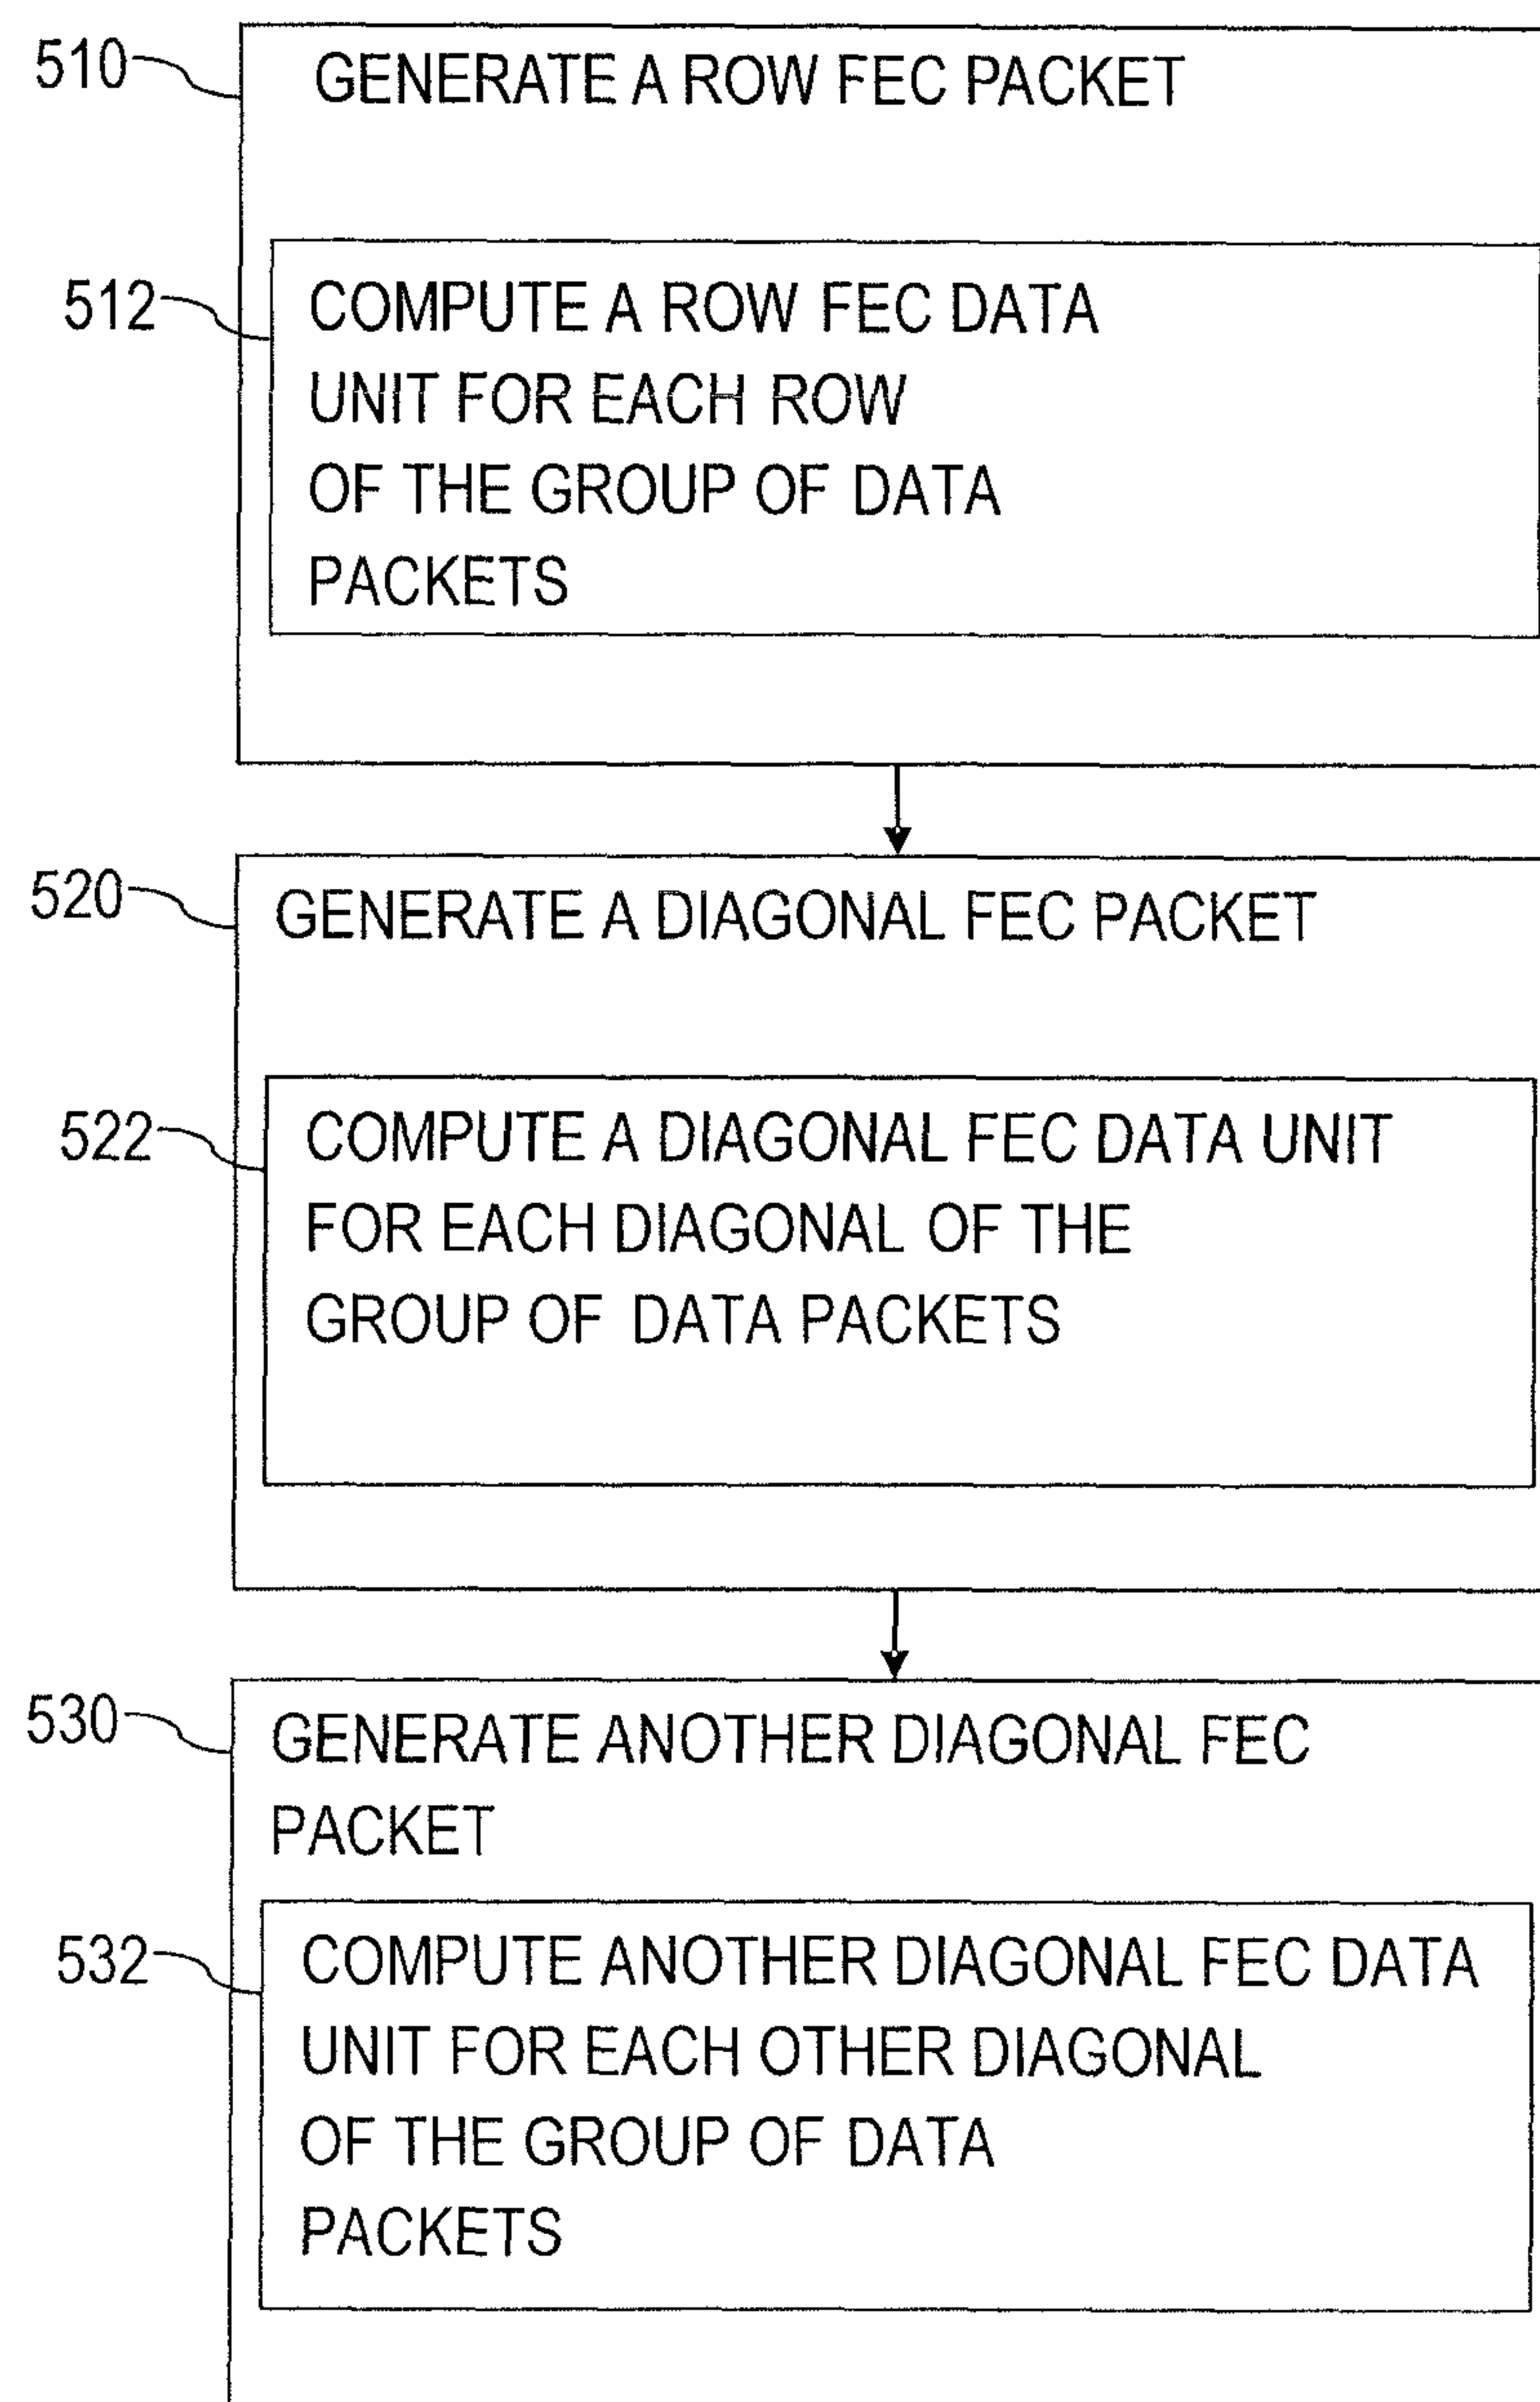 510
GENERATE A ROW FEC PACKET
512
COMPUTE A ROW FEC DATA
UNIT FOR EACH ROW
OF THE GROUP OF DATA
PACKETS
520
GENERATE A DIAGONAL FEC PACKET
522
COMPUTE A DIAGONAL FEC DATA UNIT
FOR EACH DIAGONAL OF THE
GROUP OF DATA PACKETS
530
GENERATE ANOTHER DIAGONAL FEC
PACKET
532
COMPUTE ANOTHER DIAGONAL FEC DATA
UNIT FOR EACH OTHER DIAGONAL
OF THE GROUP OF DATA
PACKETS